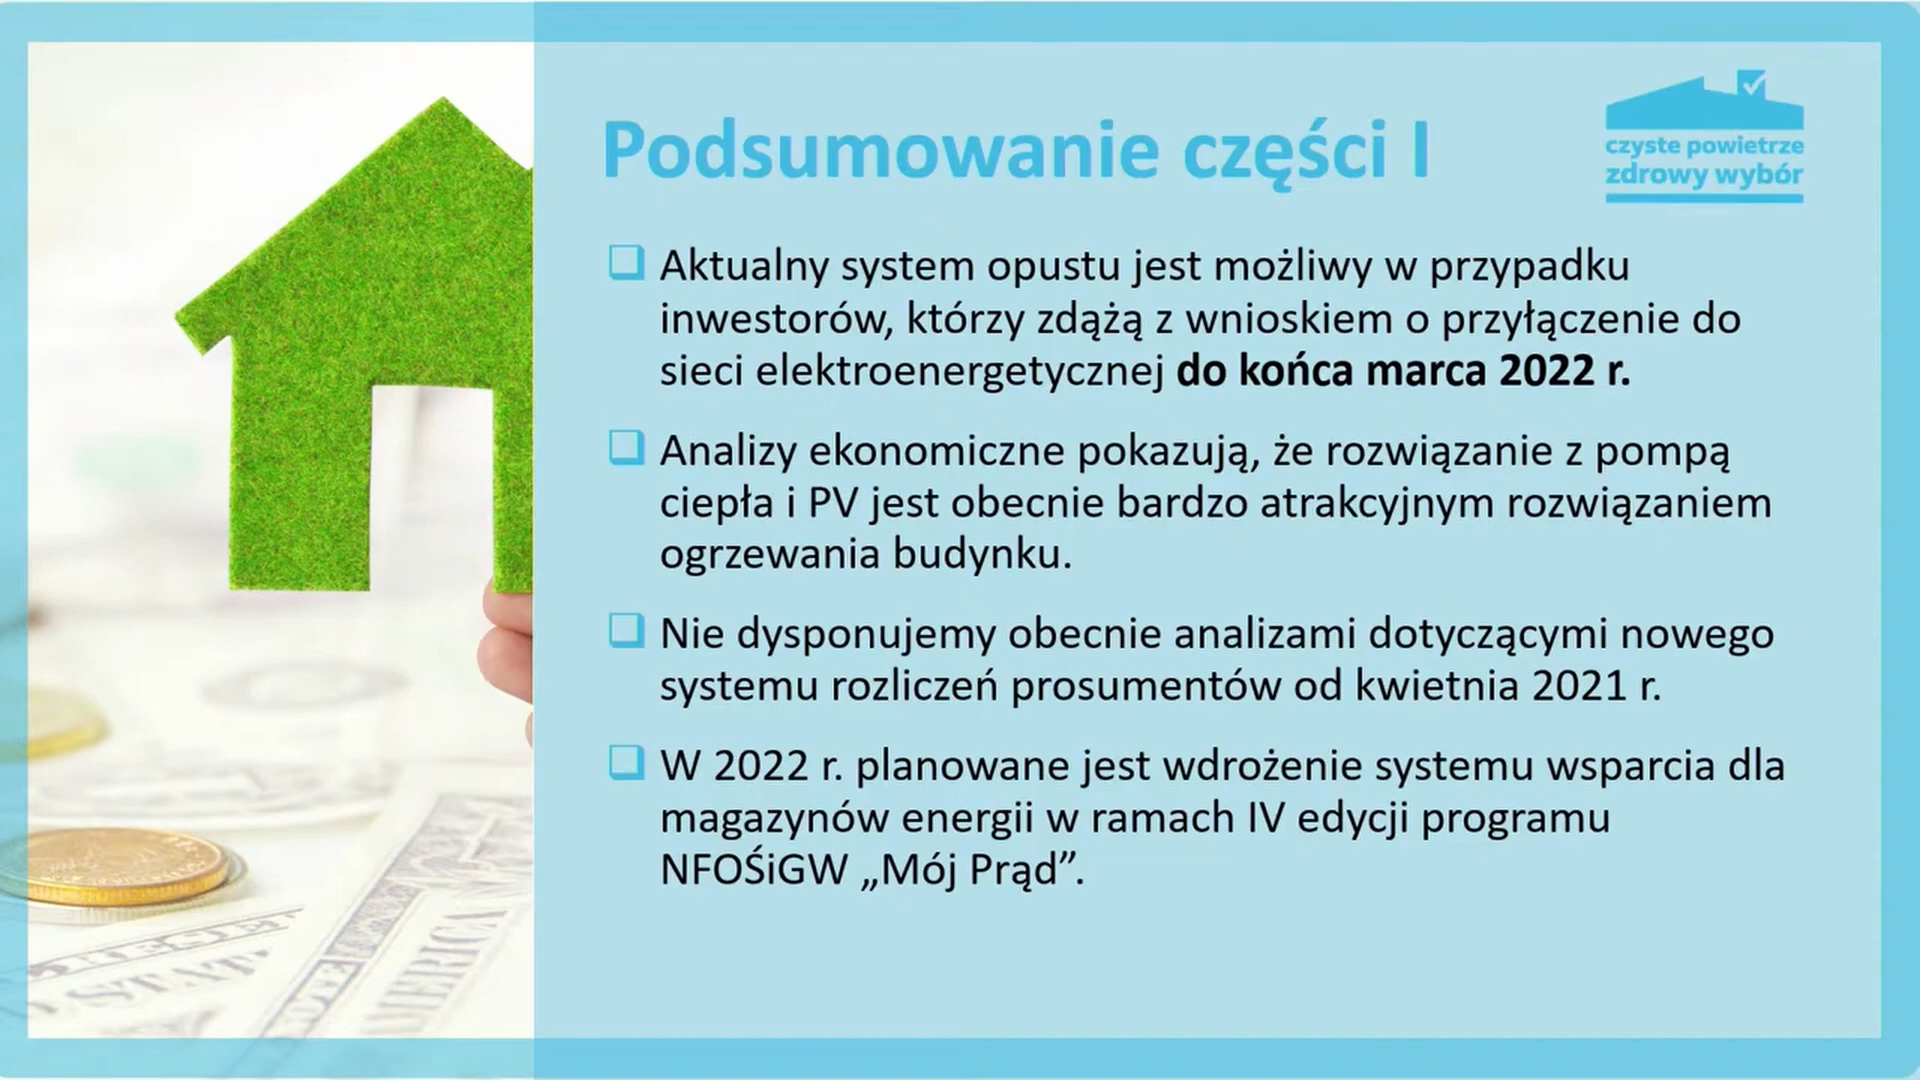 Podsumowanie części I
czyste powietrze
zdrowy wybór
Aktualny system opustu jest możliwy w przypadku
inwestorów, którzy zdążą z wnioskiem o przyłączenie do
sieci elektroenergetycznej do końca marca 2022 r.
Analizy ekonomiczne pokazują, że rozwiązanie z pompą
ciepła i PV jest obecnie bardzo atrakcyjnym rozwiązaniem
ogrzewania budynku.
Nie dysponujemy obecnie analizami dotyczącymi nowego
systemu rozliczeń prosumentów od kwietnia 2021 r.
W 2022 r. planowane jest wdrożenie systemu wsparcia dla
magazynów energii w ramach IV edycji programu
NFOŚiGW „Mój Prąd”.
AMERICA